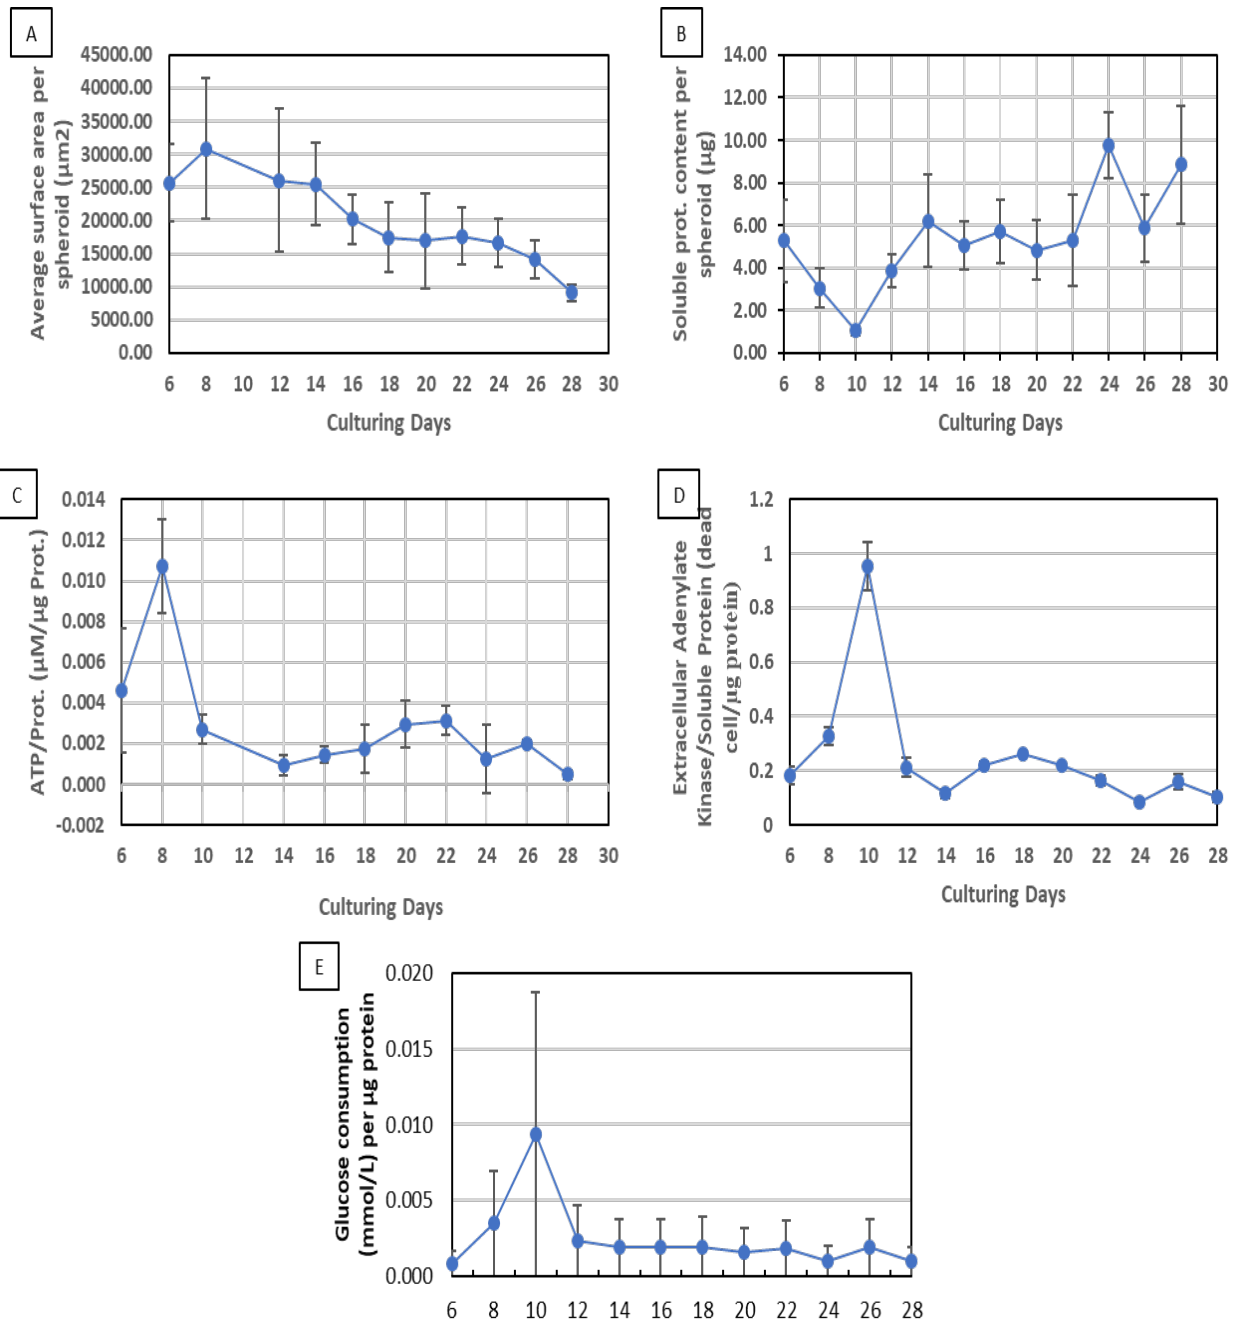 A
Average surface area per
spheroid (µm2)
45000.00
40000.00
35000.00
30000.00
25000.00
20000.00
15000.00
10000.00
5000.00
0.00
6 8 10 12 14 16 18 20 22 24 26 28 30
Culturing Days
B
Soluble prot. content per
spheroid (µg)
14.00
12.00
10.00
8.00
6.00
4.00
2.00
0.00
6 8 10 12 14 16 18 20 22 24 26 28 30
Culturing Days
C
ATP/Prot. (µM/µg Prot.)
0.014
0.012
0.010
0.008
0.006
0.004
0.002
0.000
-0.002
6 8 10 14 16 18 20 22 24 26 28 30
Culturing Days
D
Extracellular Adenylate
Kinase/Soluble Protein (dead
cell/µg protein)
1.2
1
0.8
0.6
0.4
0.2
0
6 8 10 12 14 16 18 20 22 24 26 28
Culturing Days
E
Glucose consumption
(mmol/L) per µg protein
0.020
0.015
0.010
0.005
0.000
6 8 10 12 14 16 18 20 22 24 26 28